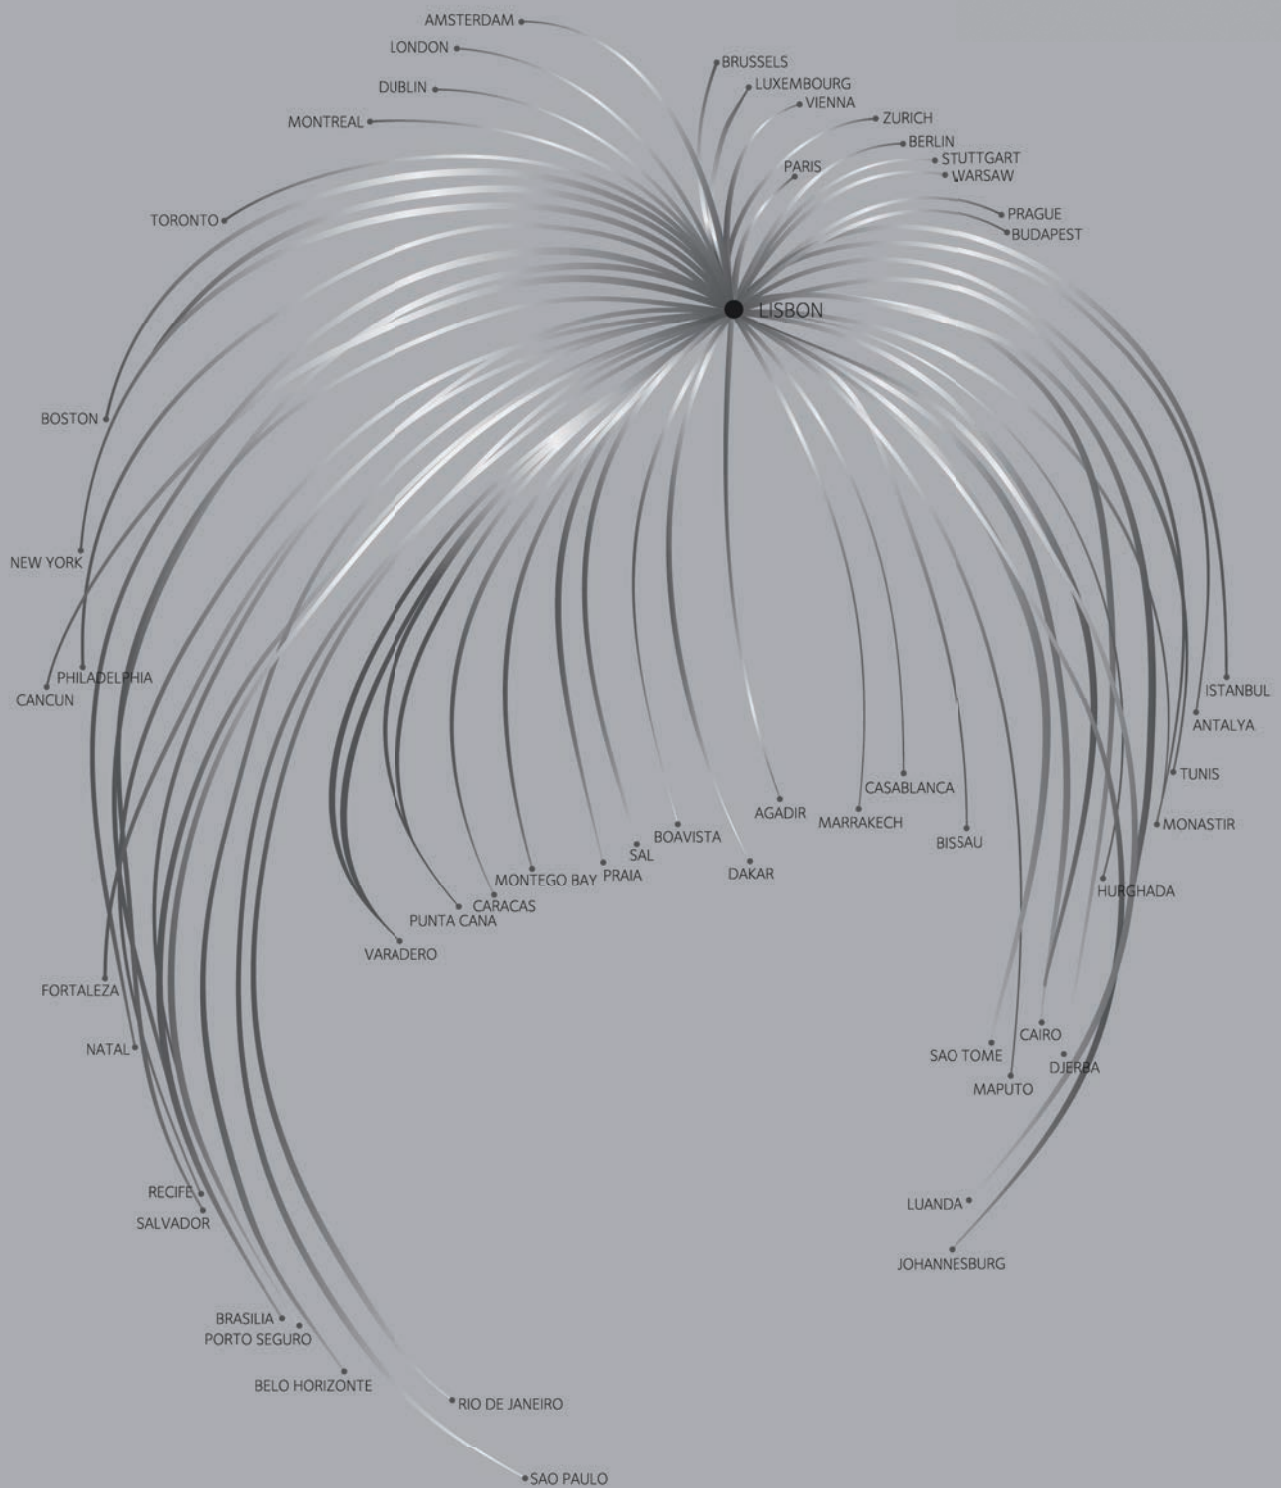 AMSTERDAM
LONDON
BRUSSELS
DUBLIN
LUXEMBOURG
VIENNA
MONTREAL
ZURICH
BERLIN
STUTTGART
PARIS
WARSAW
TORONTO
PRAGUE
BUDAPEST
LISBON
BOSTON
NEW YORK
PHILADELPHIA
CANCUN
ISTANBUL
ANTALYA
TUNIS
CASABLANCA
AGADIR
MARRAKECH
MONASTIR
BOAVISTA
BISSAU
SAL
DAKAR
PRAIA
MONTEGO BAY
HURGHADA
CARACAS
PUNTA CANA
VARADERO
FORTALEZA
CAIRO
NATAL
SAO TOME
DJERBA
MAPUTO
RECIFE
LUANDA
SALVADOR
JOHANNESBURG
BRASILIA
PORTO SEGURO
BELO HORIZONTE
RIO DE JANEIRO
SAO PAULO